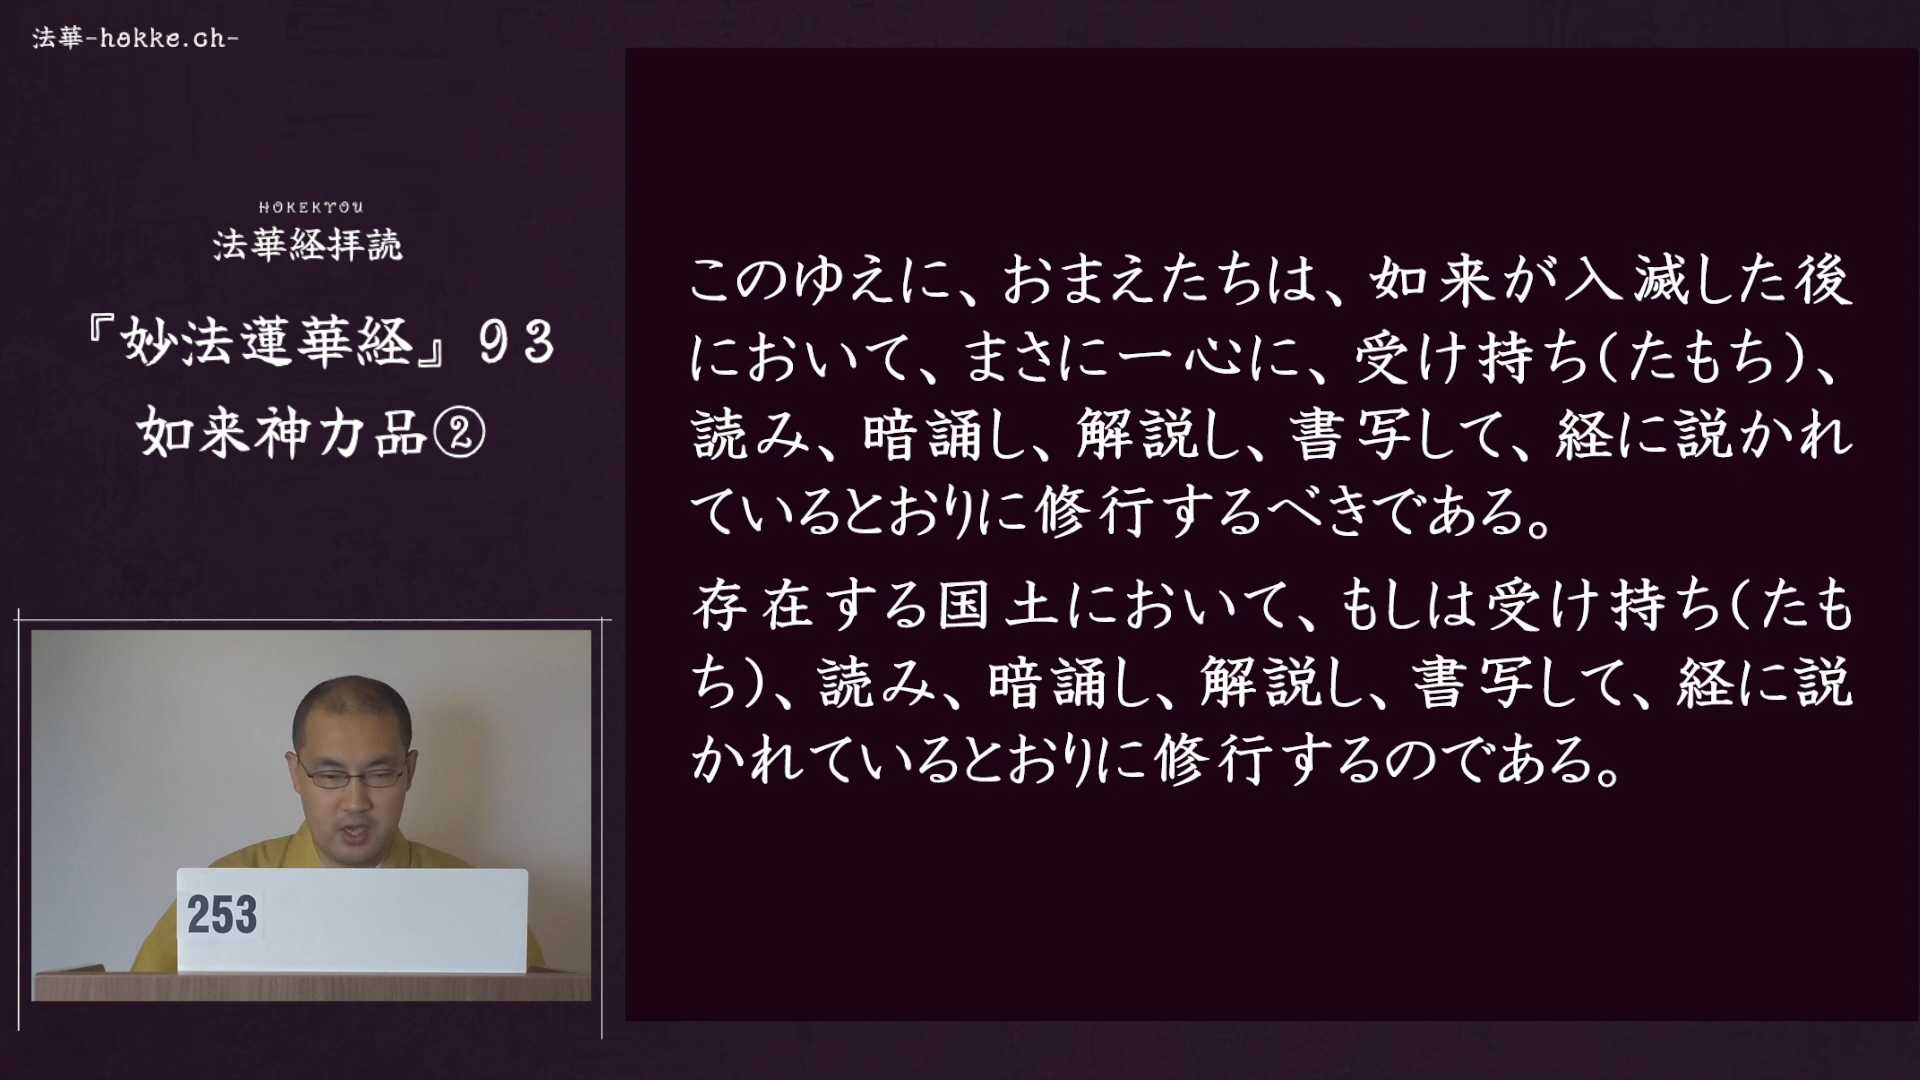 法華-hokke.ch-
HOKEKYOU
法華経拝読
『妙法蓮華経』93
如来神力品②
このゆえに、おまえたちは、如来が入滅した後
において、まさに一心に、受け持ち(たもち)、
読み、暗誦し、解説し、書写して、経に説かれ
ているとおりに修行するべきである。
存在する国土において、もしは受け持ち(たも
ち)、読み、暗誦し、解説し、書写して、経に説
かれているとおりに修行するのである。
253